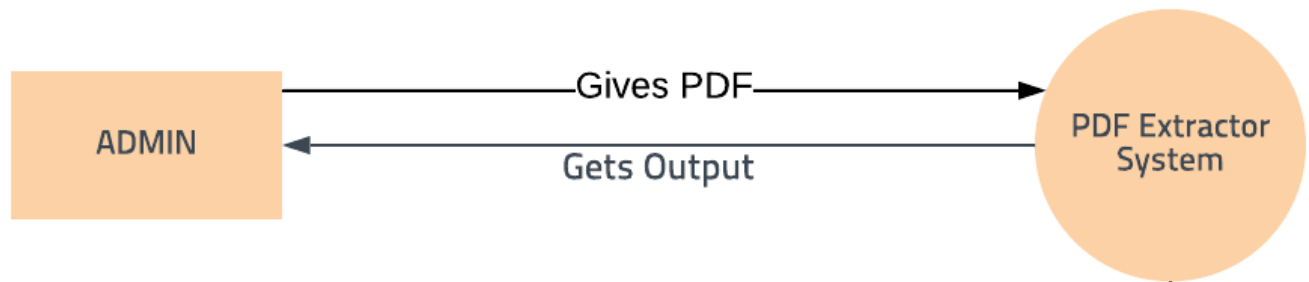 Gives PDF
ADMIN
PDF Extractor
System
Gets Output